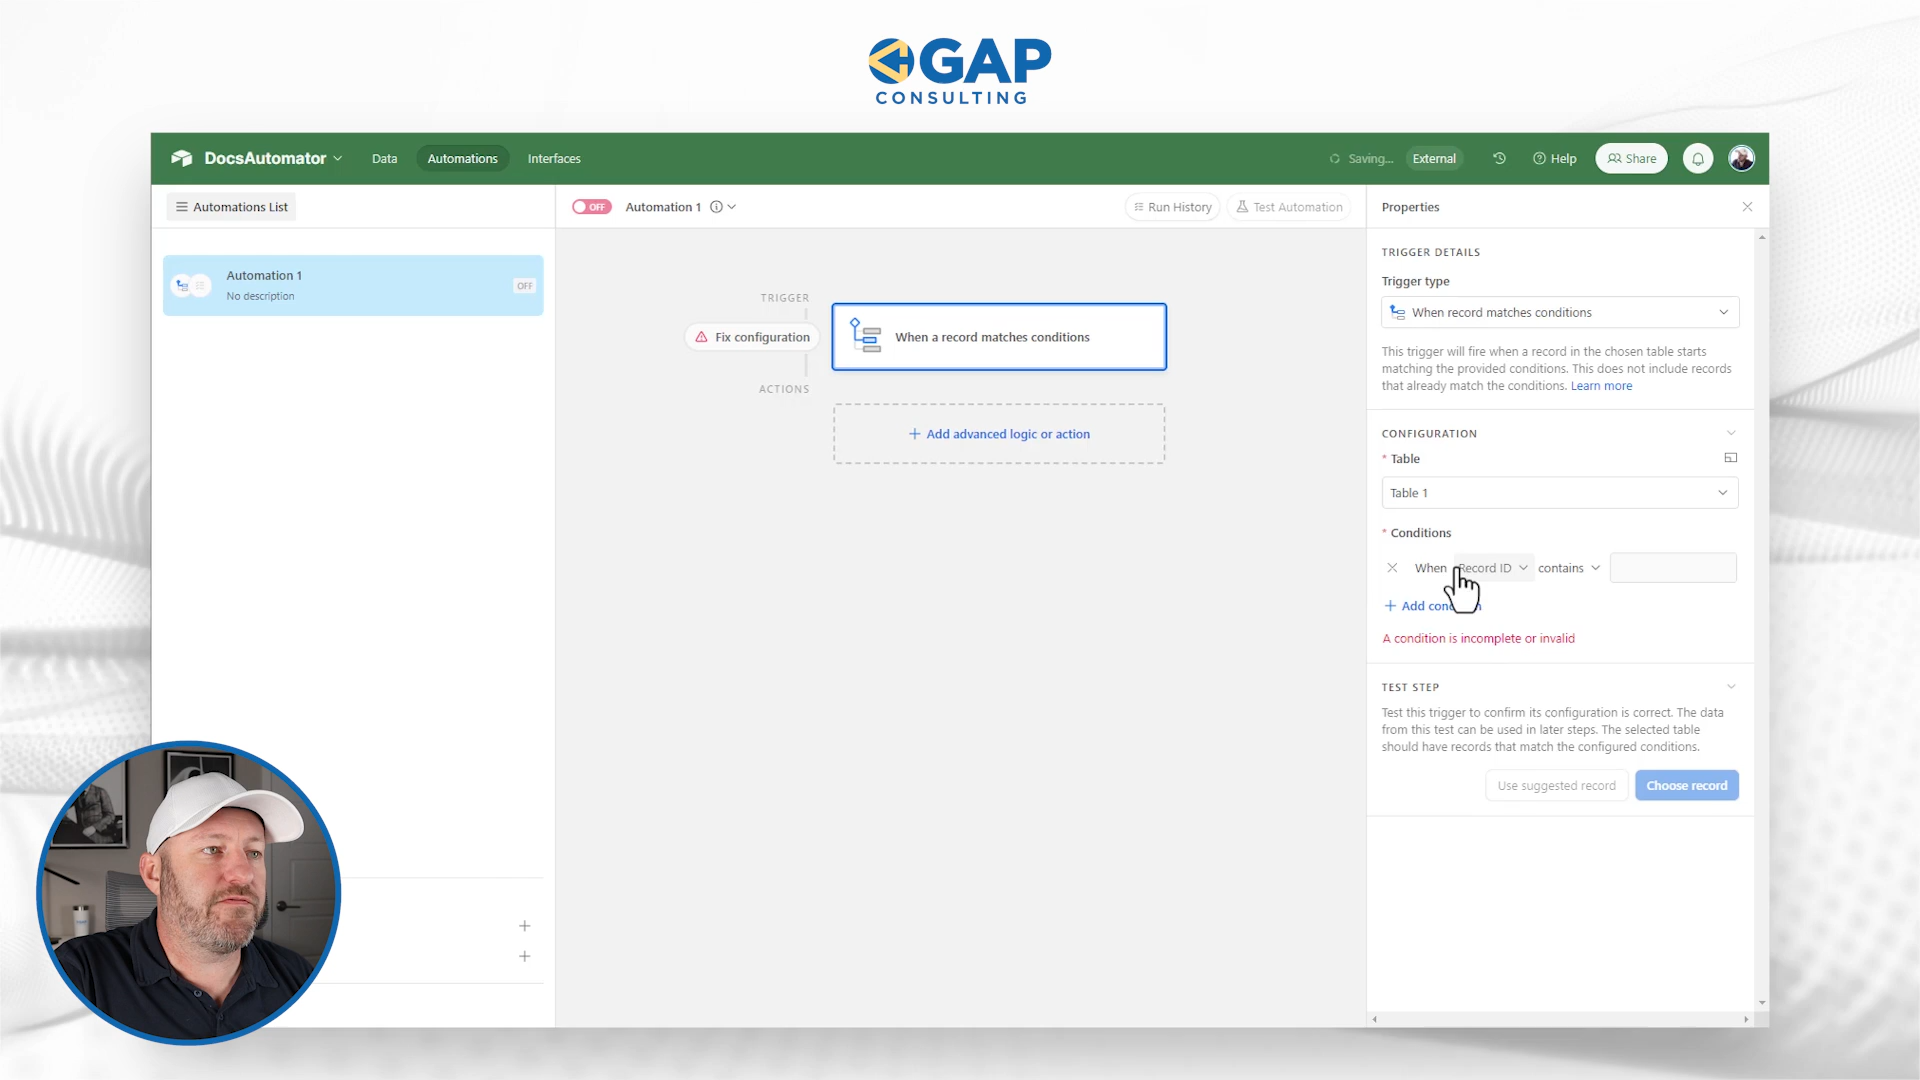 GAP
CONSULTING
DocsAutomator
Data
Automations
Interfaces
Saving...
External
Help
Share
Automations List
OFF
Automation 1
Run History
Test Automation
Properties
Automation 1
No description
OFF
TRIGGER
Fix configuration
When a record matches conditions
ACTIONS
+ Add advanced logic or action
TRIGGER DETAILS
Trigger type
When record matches conditions
This trigger will fire when a record in the chosen table starts
matching the provided conditions. This does not include records
that already match the conditions. Learn more
CONFIGURATION
* Table
Table 1
* Conditions
When Record ID contains
+ Add con
A condition is incomplete or invalid
TEST STEP
Test this trigger to confirm its configuration is correct. The data
from this test can be used in later steps. The selected table
should have records that match the configured conditions.
Use suggested record
Choose record